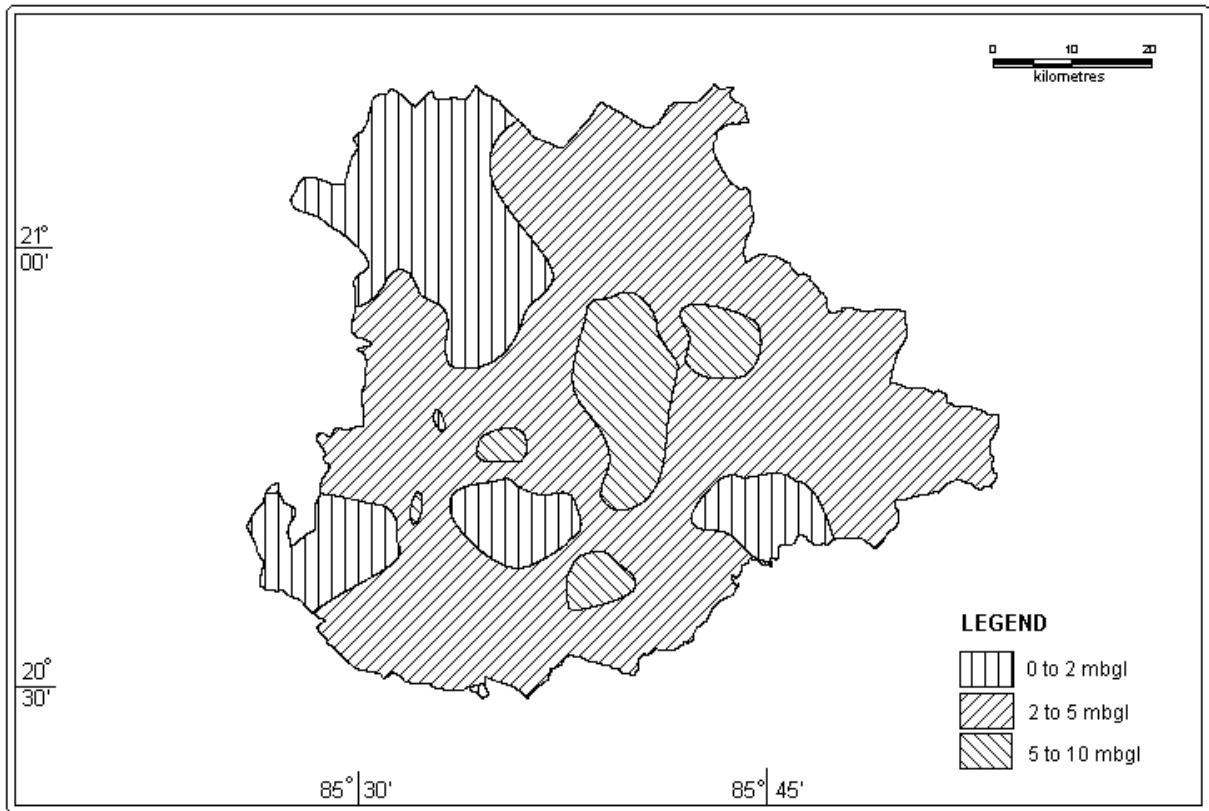 0 10 20
kilometres
21°
00'
20°
30'
85° 30'
85° 45'
LEGEND
0 to 2 mbgl
2 to 5 mbgl
5 to 10 mbgl